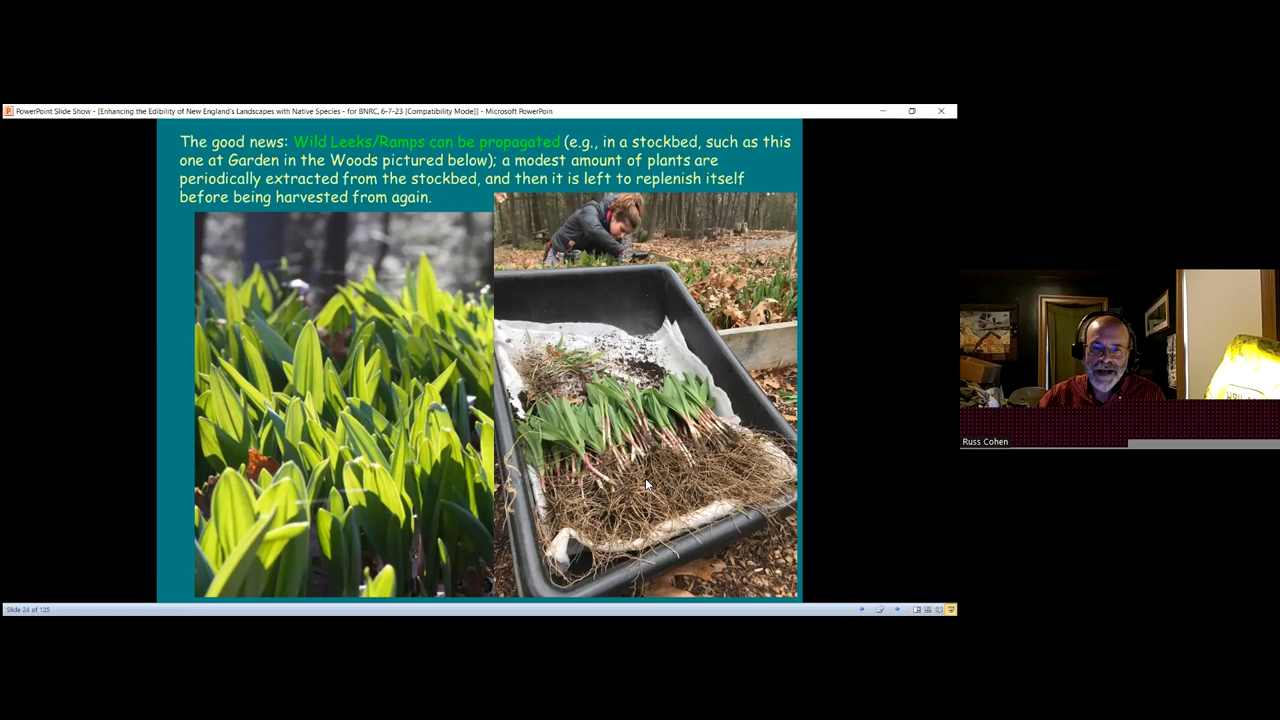 PowerPoint Slide Show - [Enhancing the Edibility of New England's Landscapes with Native Species - for BNRC, 6-7-23 [Compatibility Mode]] - Microsoft PowerPoin
The good news: Wild Leeks/Ramps can be propagated (e.g., in a stockbed, such as this
one at Garden in the Woods pictured below); a modest amount of plants are
periodically extracted from the stockbed, and then it is left to replenish itself
before being harvested from again.
Russ Cohen
Slide 24 of 125